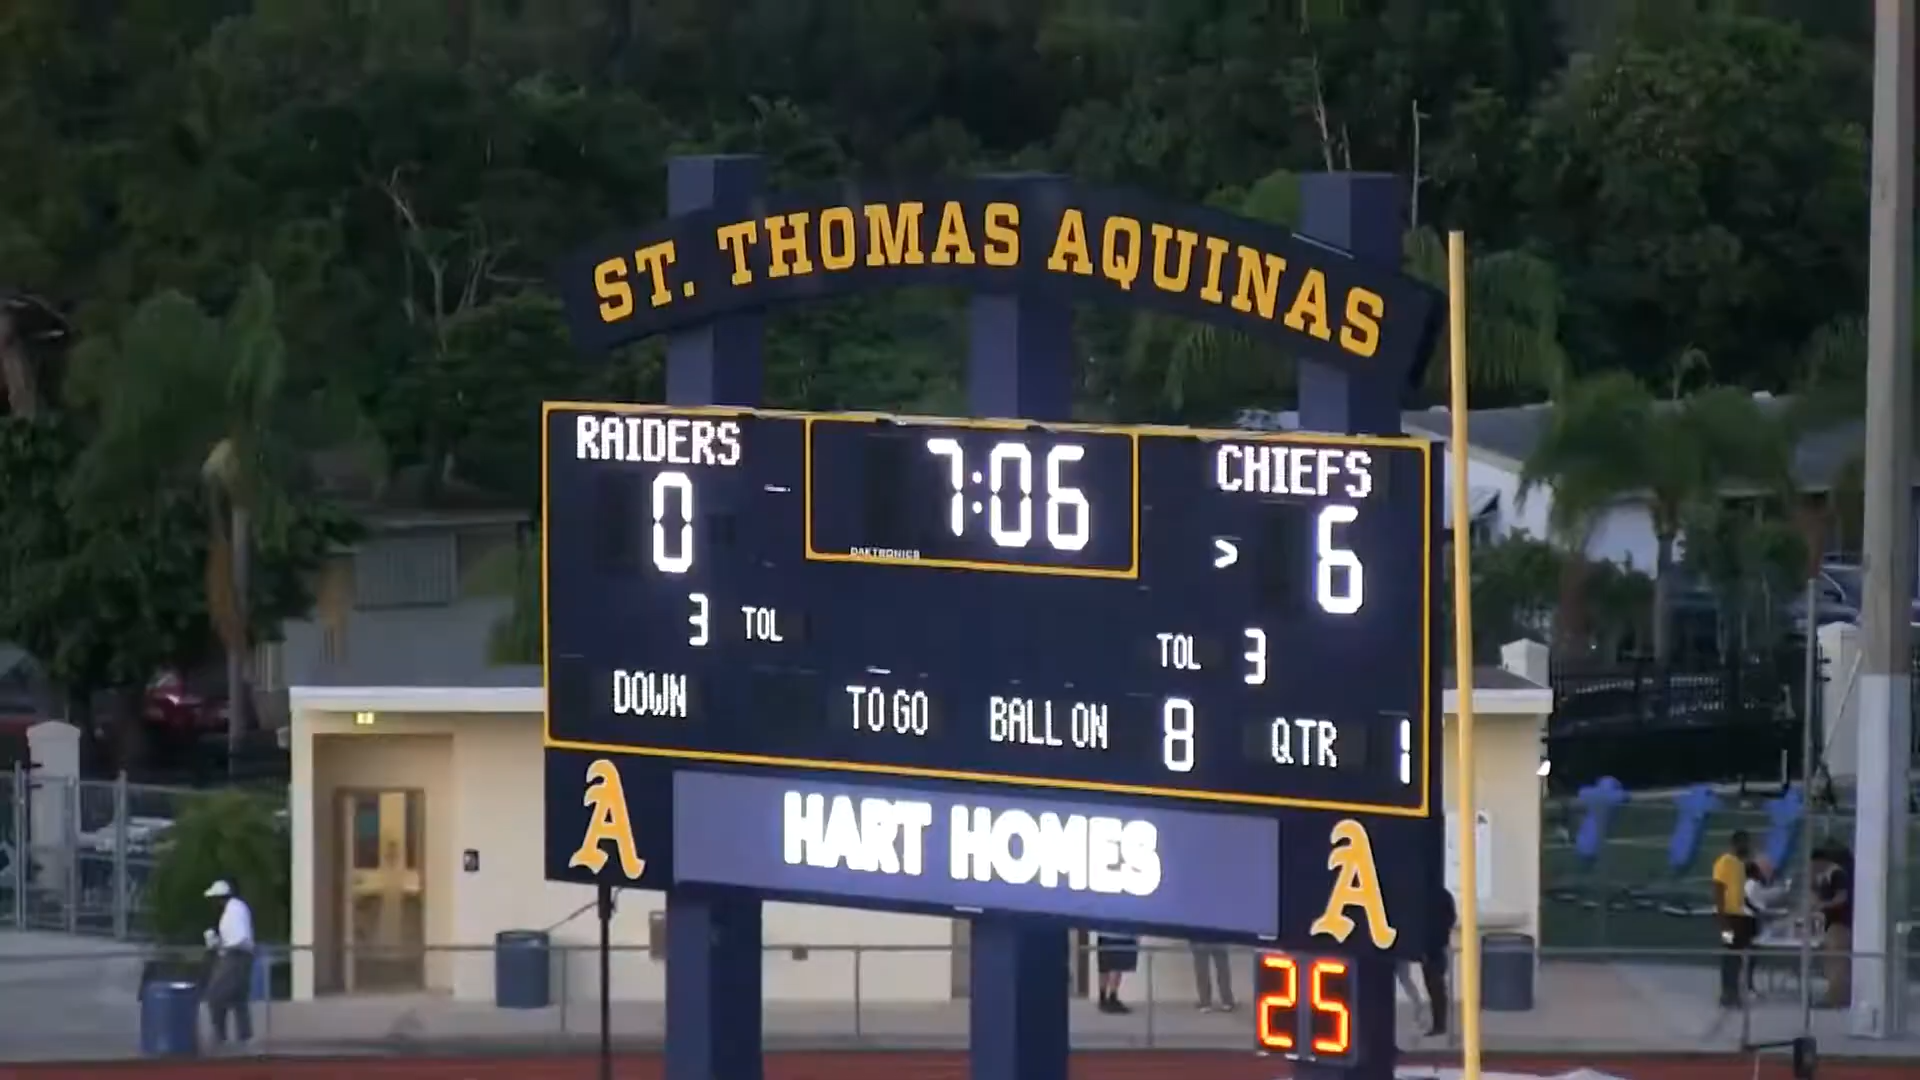 ST. THOMAS AQUINAS
RAIDERS 7:06 CHIEFS
0 > 6
DAKTRONICS
3 TOL TOL 3
DOWN TO GO BALL ON 8 QTR 1
A HART HOMES A
25